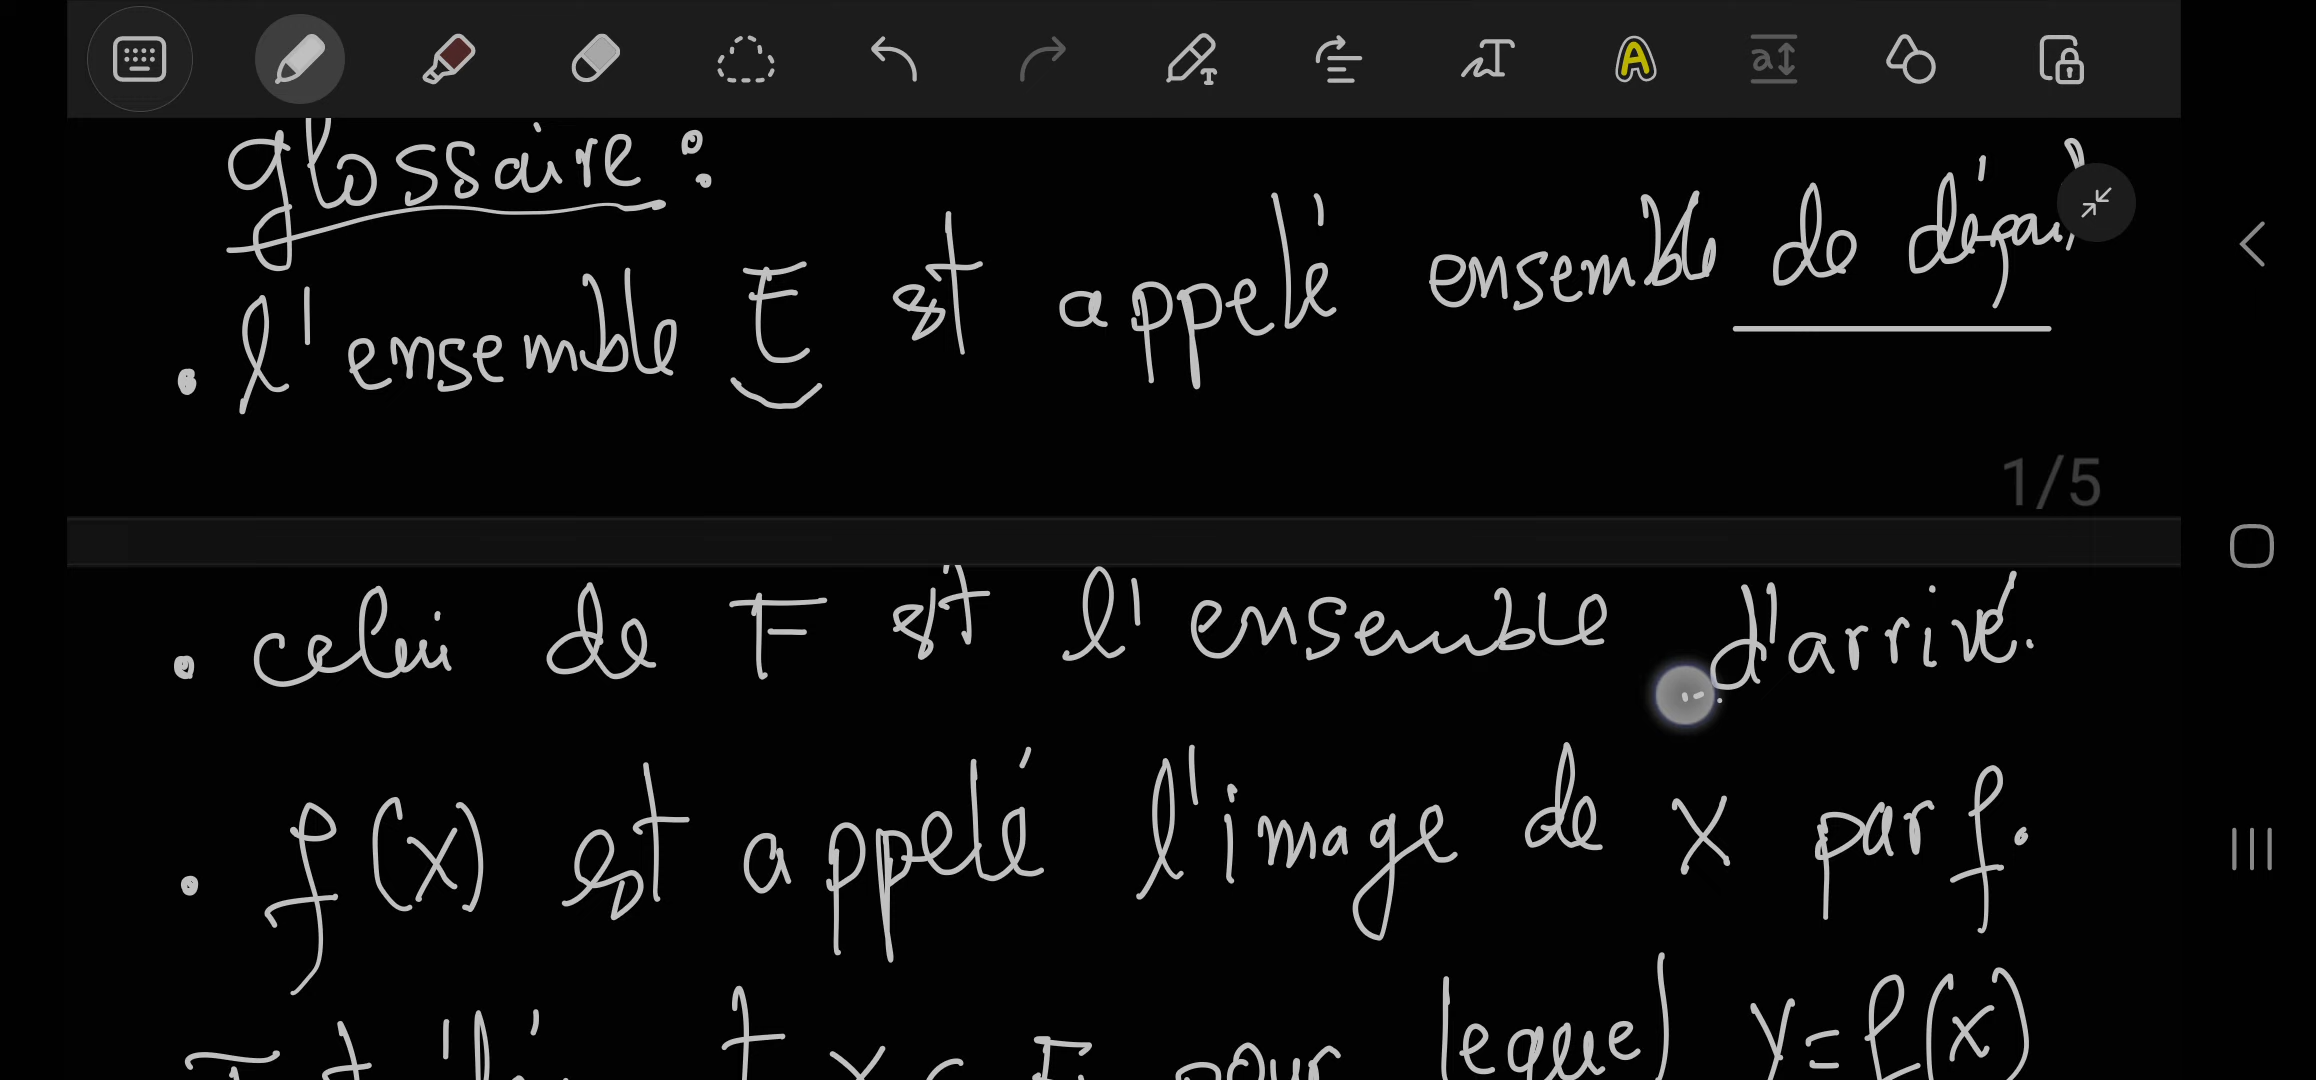 glossaire :
. l'ensemble E est appelé ensemble de
1/5
. celui de F est l'ensemble d'arrivé.
. f(x) est appelé l'image de x par f.
x ∈ E pour lequel y = f(x)